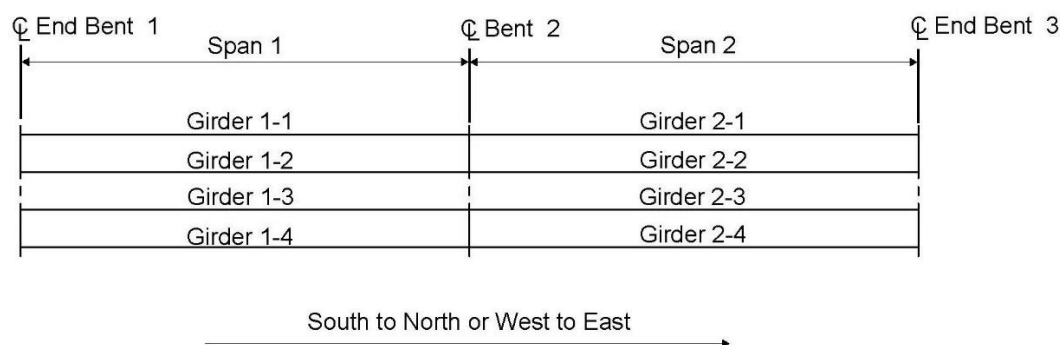 ℄ End Bent 1
℄ Bent 2
℄ End Bent 3
Span 1
Span 2
Girder 1-1
Girder 2-1
Girder 1-2
Girder 2-2
Girder 1-3
Girder 2-3
Girder 1-4
Girder 2-4
South to North or West to East